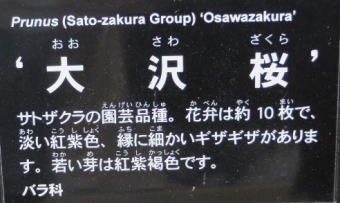 Prunus (Sato-zakura Group) 'Osawazakura'
おお さわ ざくら
‘大沢桜’
えんげいひんしゅ か べん やく まい
サトザクラの園芸品種。花弁は約10枚で、
あわ こう し しょく ふち こま
淡い紅紫色、縁に細かいギザギザがありま
わか め こう し かっしょく
す。若い芽は紅紫褐色です。
バラ科